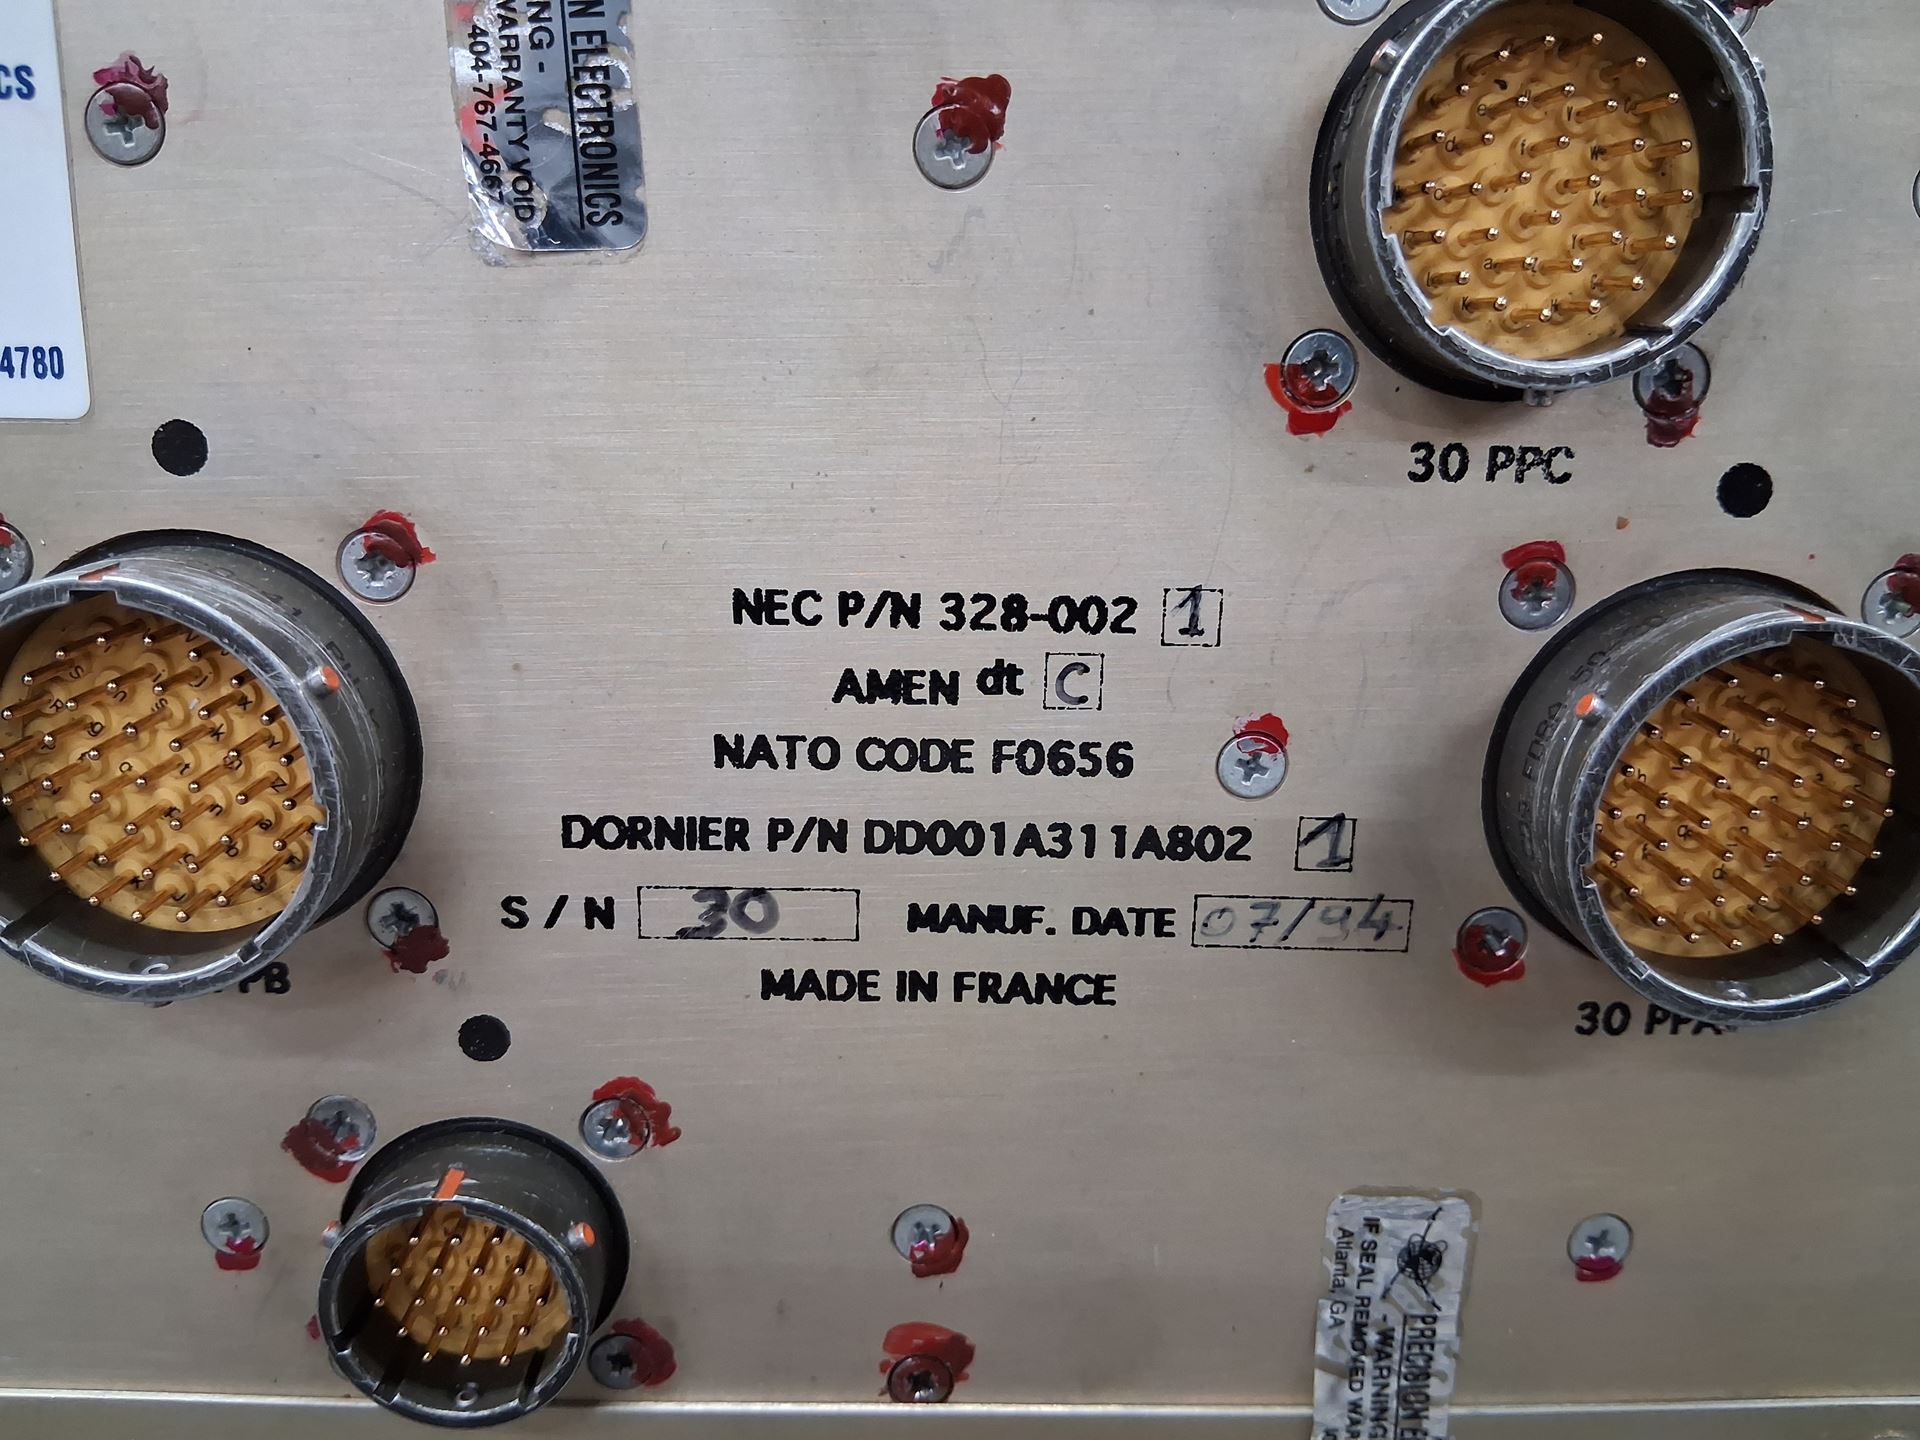 CS
4780
N ELECTRONICS
NG -
WARRANTY VOID
404-767-4667
30 PPC
NEC P/N 328-002 1
AMEN dt C
NATO CODE F0656
DORNIER P/N DD001A311A802 1
S / N 30 MANUF. DATE 07/94
MADE IN FRANCE
PB
30 PPA
PRECISION E
-WARNING
IF SEAL REMOVED WAR
Atlanta, GA